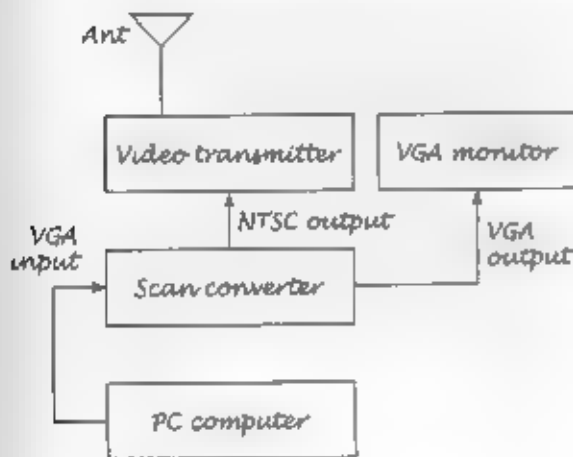 Ant
Video transmitter
VGA monitor
NTSC output
VGA
output
VGA
input
Scan converter
PC computer